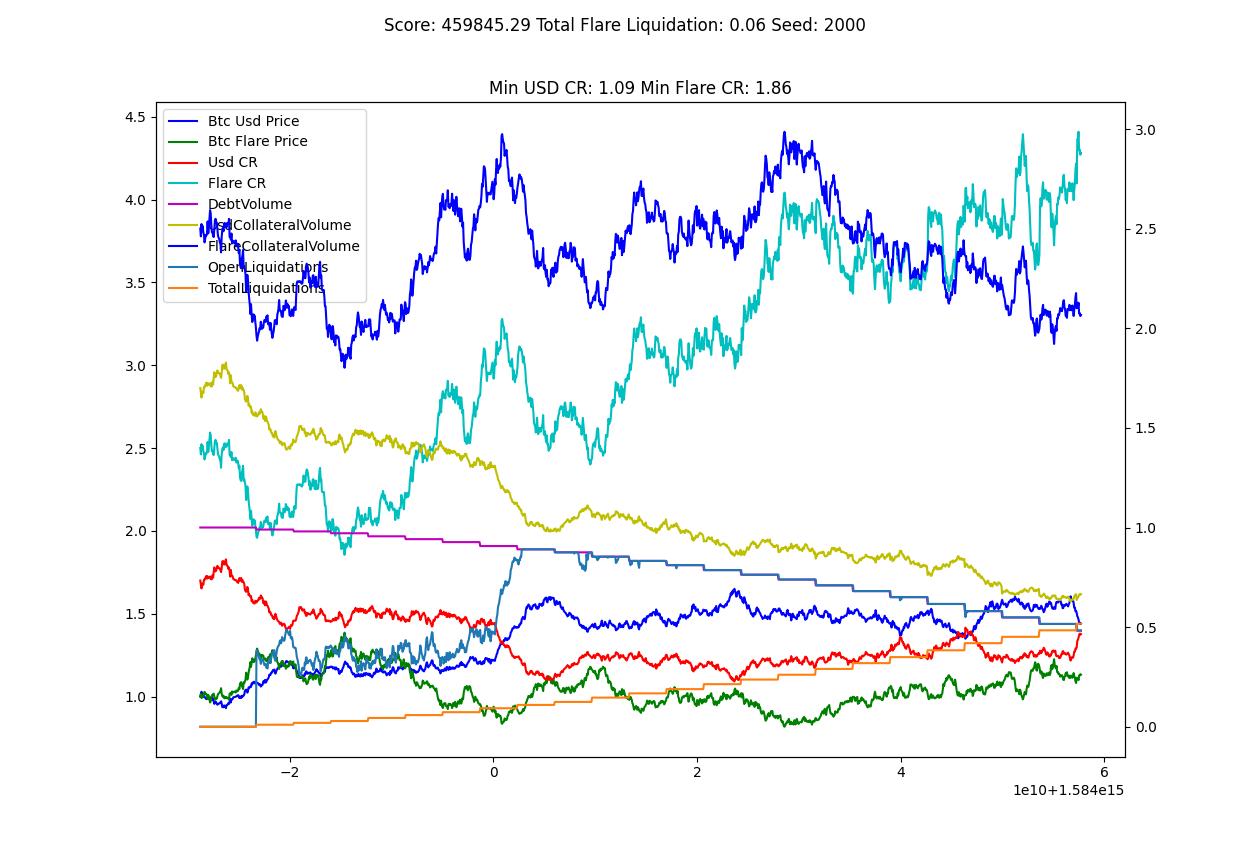 Score: 459845.29 Total Flare Liquidation: 0.06 Seed: 2000
Min USD CR: 1.09 Min Flare CR: 1.86
Btc Usd Price
Btc Flare Price
Usd CR
Flare CR
DebtVolume
UsdCollateralVolume
FlareCollateralVolume
OpenLiquidations
TotalLiquidations
4.5
4.0
3.5
3.0
2.5
2.0
1.5
1.0
3.0
2.5
2.0
1.5
1.0
0.5
0.0
−2
0
2
4
6
1e10+1.584e15